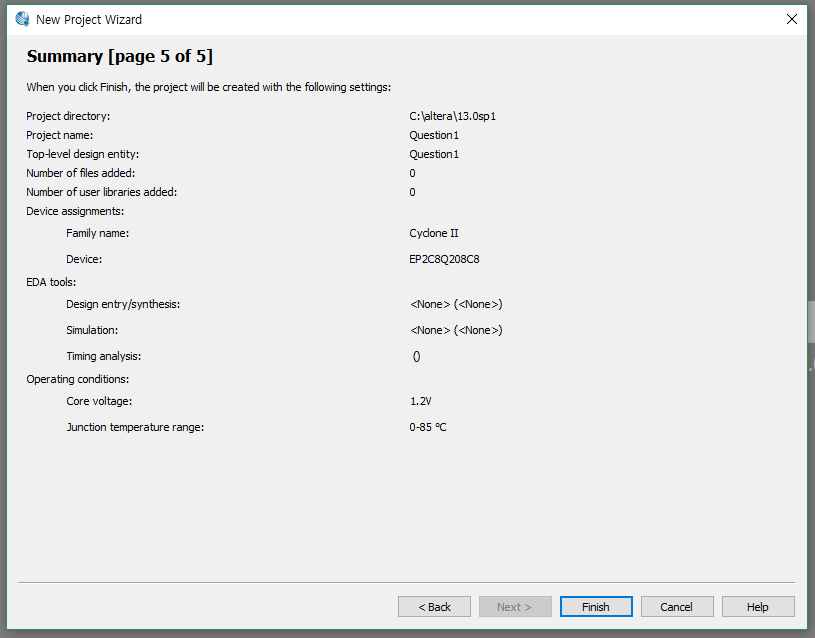 New Project Wizard
Summary [page 5 of 5]
When you click Finish, the project will be created with the following settings:
Project directory: C:\altera\13.0sp1
Project name: Question1
Top-level design entity: Question1
Number of files added: 0
Number of user libraries added: 0
Device assignments:
Family name: Cyclone II
Device: EP2C8Q208C8
EDA tools:
Design entry/synthesis: <None> (<None>)
Simulation: <None> (<None>)
Timing analysis: ()
Operating conditions:
Core voltage: 1.2V
Junction temperature range: 0-85 °C
< Back Next > Finish Cancel Help